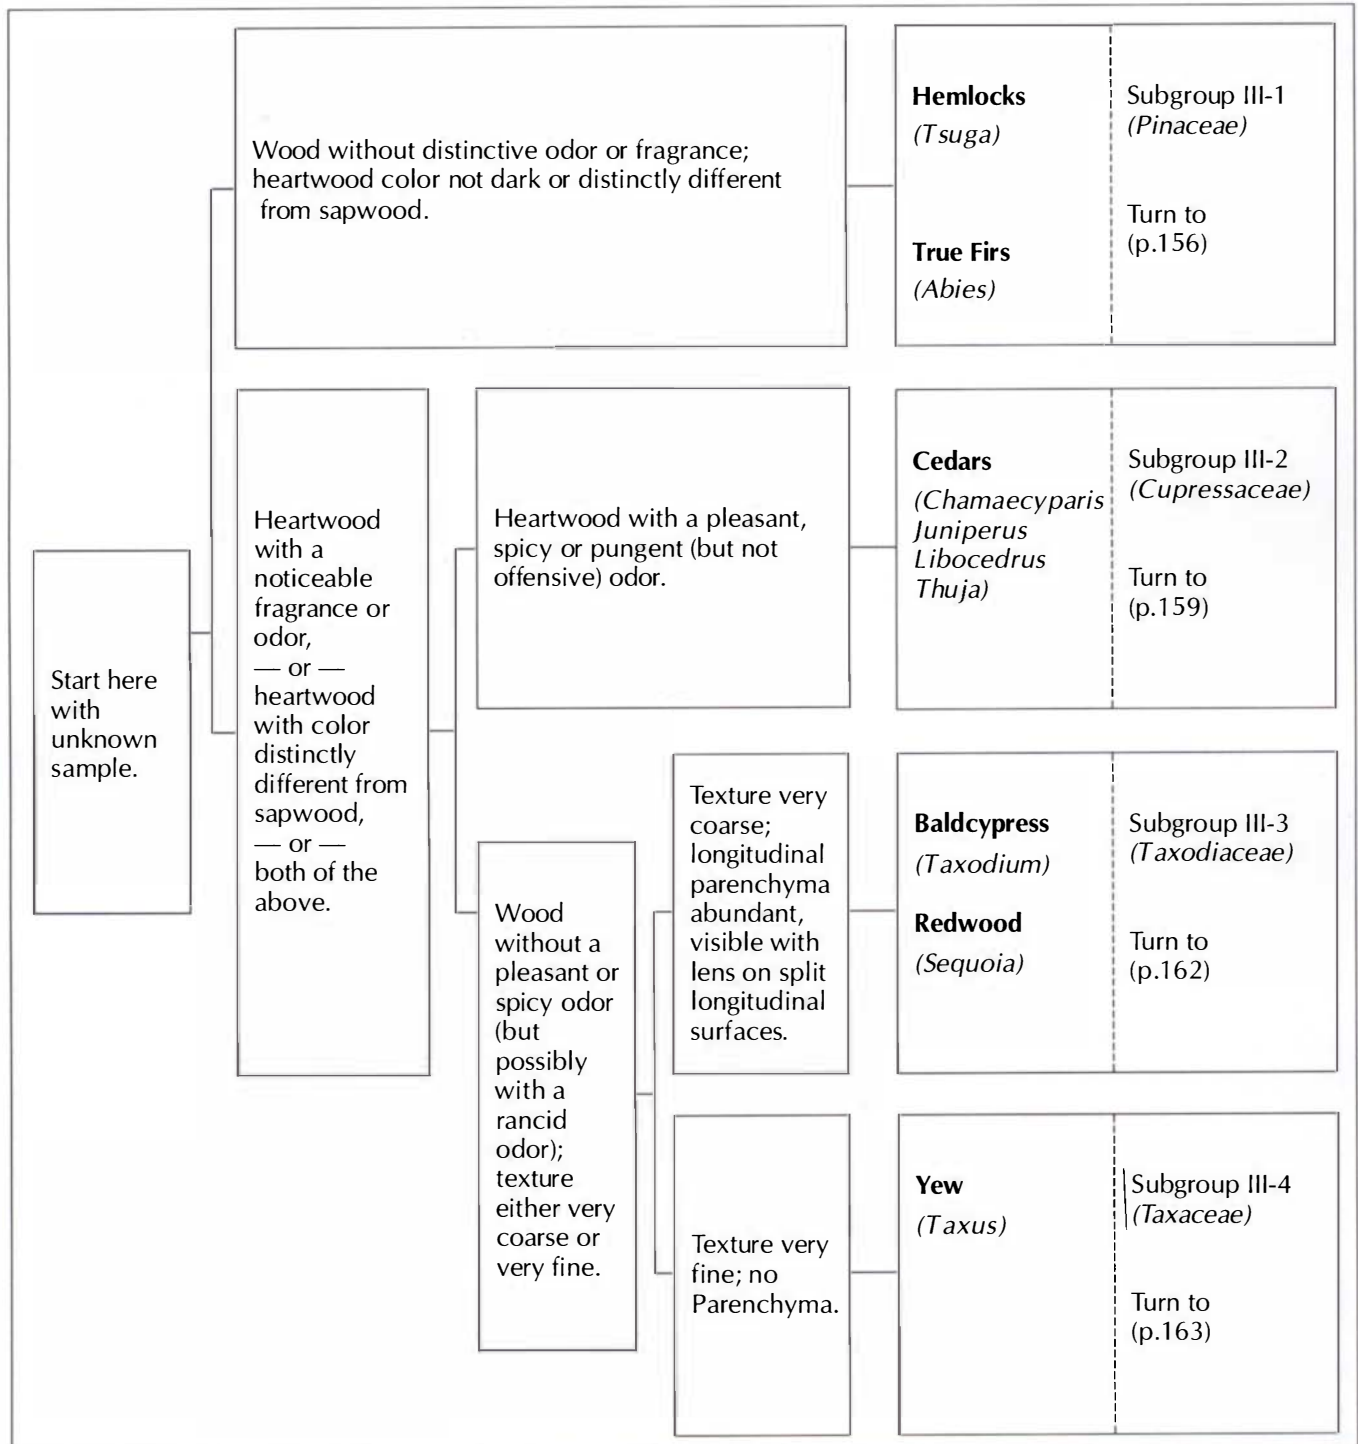 Wood without distinctive odor or fragrance;
heartwood color not dark or distinctly different
from sapwood.
Hemlocks
(Tsuga)
True Firs
(Abies)
Subgroup III-1
(Pinaceae)
Turn to
(p.156)
Start here
with
unknown
sample.
Heartwood
with a
noticeable
fragrance or
odor,
— or —
heartwood
with color
distinctly
different from
sapwood,
— or —
both of the
above.
Heartwood with a pleasant,
spicy or pungent (but not
offensive) odor.
Cedars
(Chamaecyparis
Juniperus
Libocedrus
Thuja)
Subgroup III-2
(Cupressaceae)
Turn to
(p.159)
Wood
without a
pleasant or
spicy odor
(but
possibly
with a
rancid
odor);
texture
either very
coarse or
very fine.
Texture very
coarse;
longitudinal
parenchyma
abundant,
visible with
lens on split
longitudinal
surfaces.
Baldcypress
(Taxodium)
Redwood
(Sequoia)
Subgroup III-3
(Taxodiaceae)
Turn to
(p.162)
Texture very
fine; no
Parenchyma.
Yew
(Taxus)
Subgroup III-4
(Taxaceae)
Turn to
(p.163)